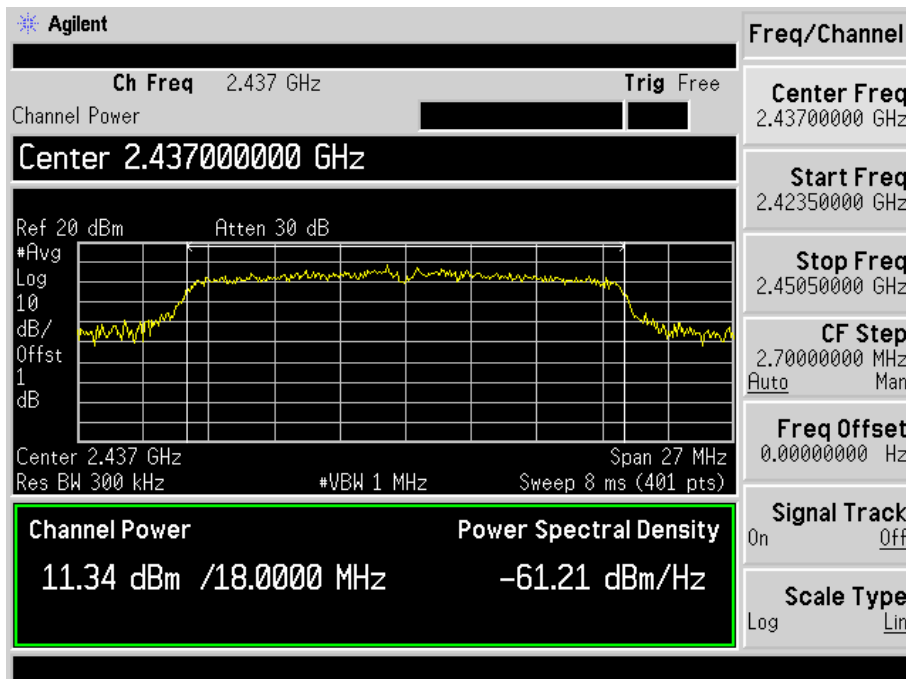 Agilent
Freq/Channel
Ch Freq 2.437 GHz Trig Free
Channel Power
Center 2.437000000 GHz
Ref 20 dBm Atten 30 dB
#Avg
Log
10
dB/
Offst
1
dB
Center 2.437 GHz Span 27 MHz
Res BW 300 kHz #VBW 1 MHz Sweep 8 ms (401 pts)
Channel Power Power Spectral Density
11.34 dBm /18.0000 MHz -61.21 dBm/Hz
Center Freq
2.43700000 GHz
Start Freq
2.42350000 GHz
Stop Freq
2.45050000 GHz
CF Step
2.70000000 MHz
Auto Man
Freq Offset
0.00000000 Hz
Signal Track
On Off
Scale Type
Log Lin